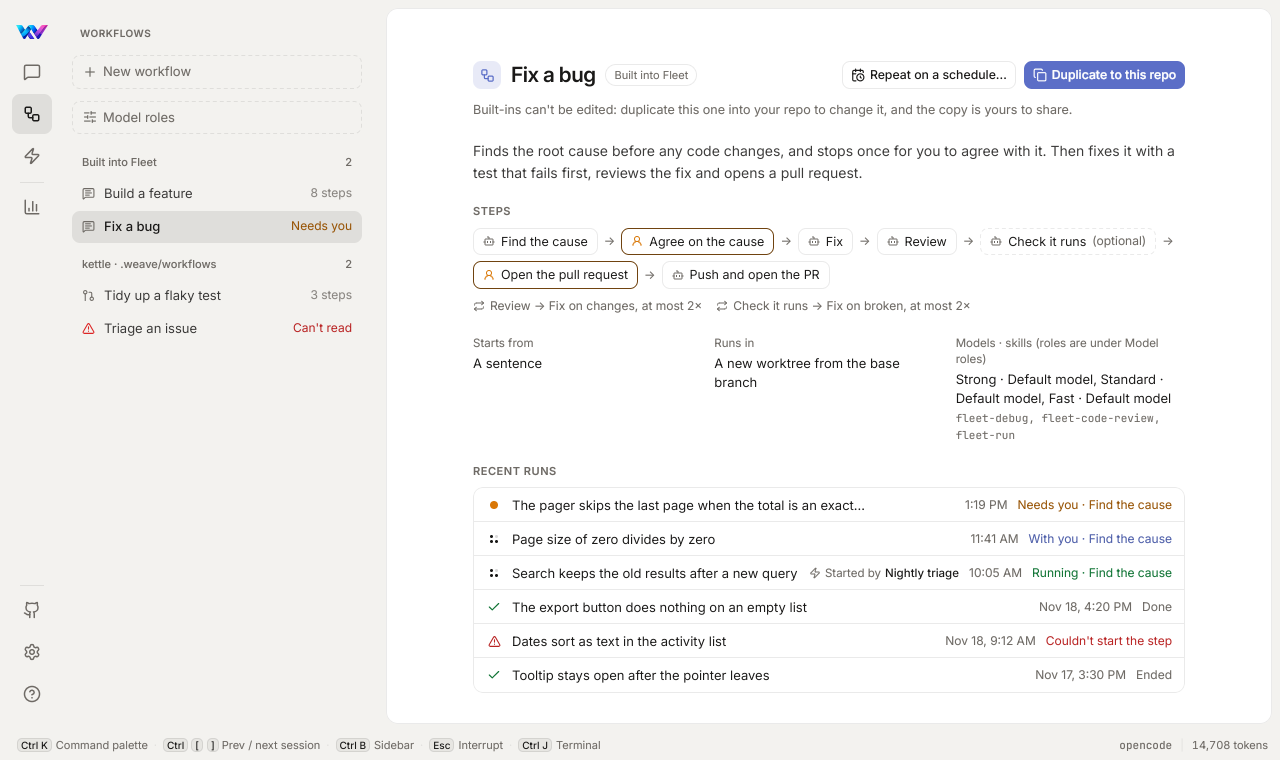 WORKFLOWS
New workflow
Model roles
Built into Fleet 2
Build a feature 8 steps
Fix a bug Needs you
kettle · .weave/workflows 2
Tidy up a flaky test 3 steps
Triage an issue Can't read
Fix a bug Built into Fleet Repeat on a schedule... Duplicate to this repo
Built-ins can't be edited: duplicate this one into your repo to change it, and the copy is yours to share.
Finds the root cause before any code changes, and stops once for you to agree with it. Then fixes it with a
test that fails first, reviews the fix and opens a pull request.
STEPS
Find the cause → Agree on the cause → Fix → Review → Check it runs (optional) →
Open the pull request → Push and open the PR
Review → Fix on changes, at most 2× Check it runs → Fix on broken, at most 2×
Starts from
A sentence
Runs in
A new worktree from the base
branch
Models · skills (roles are under Model
roles)
Strong · Default model, Standard ·
Default model, Fast · Default model
fleet-debug, fleet-code-review,
fleet-run
RECENT RUNS
The pager skips the last page when the total is an exact... 1:19 PM Needs you · Find the cause
Page size of zero divides by zero 11:41 AM With you · Find the cause
Search keeps the old results after a new query Started by Nightly triage 10:05 AM Running · Find the cause
The export button does nothing on an empty list Nov 18, 4:20 PM Done
Dates sort as text in the activity list Nov 18, 9:12 AM Couldn't start the step
Tooltip stays open after the pointer leaves Nov 17, 3:30 PM Ended
Ctrl K Command palette Ctrl [ ] Prev / next session Ctrl B Sidebar Esc Interrupt Ctrl J Terminal opencode 14,708 tokens